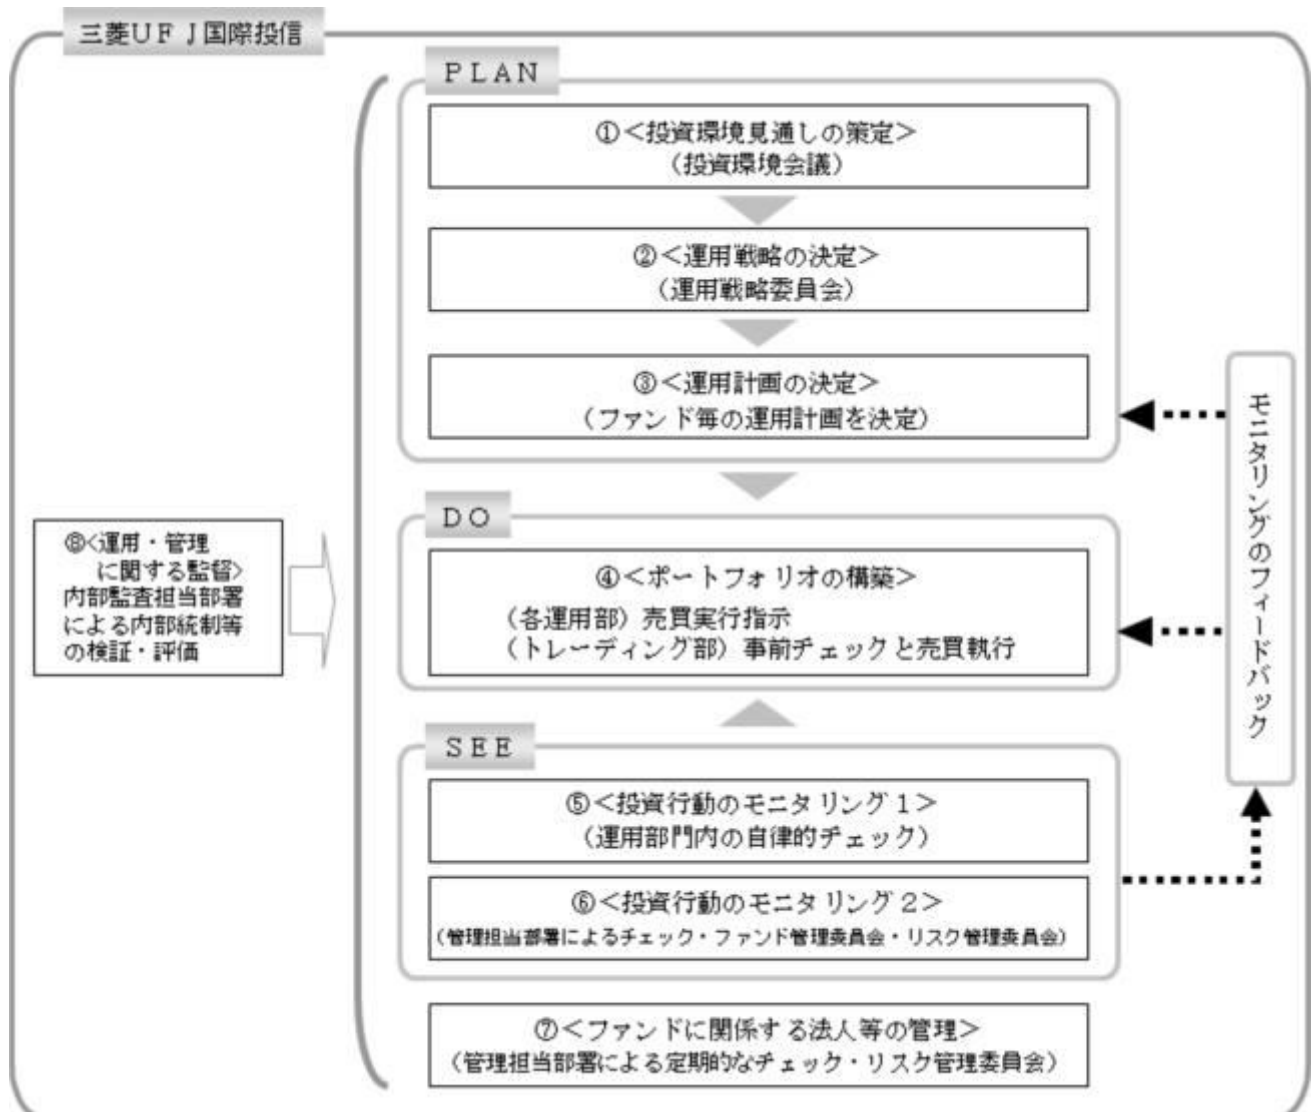 三菱ＵＦＪ国際投信
ＰＬＡＮ
①＜投資環境見通しの策定＞
（投資環境会議）
②＜運用戦略の決定＞
（運用戦略委員会）
③＜運用計画の決定＞
（ファンド毎の運用計画を決定）
ＤＯ
④＜ポートフォリオの構築＞
（各運用部）売買実行指示
（トレーディング部）事前チェックと売買執行
ＳＥＥ
⑤＜投資行動のモニタリング１＞
（運用部門内の自律的チェック）
⑥＜投資行動のモニタリング２＞
（管理担当部署によるチェック・ファンド管理委員会・リスク管理委員会）
⑦＜ファンドに関係する法人等の管理＞
（管理担当部署による定期的なチェック・リスク管理委員会）
⑧＜運用・管理
に関する監督＞
内部監査担当部署
による内部統制等
の検証・評価
モニタリングのフィードバック